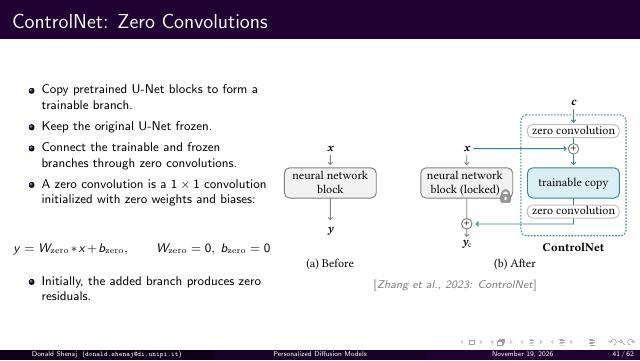 ControlNet: Zero Convolutions
Copy pretrained U-Net blocks to form a
trainable branch.
Keep the original U-Net frozen.
Connect the trainable and frozen
branches through zero convolutions.
A zero convolution is a 1 × 1 convolution
initialized with zero weights and biases:
y = W_zero ∗ x + b_zero, W_zero = 0, b_zero = 0
Initially, the added branch produces zero
residuals.
x
neural network
block
y
(a) Before
c
zero convolution
x
+
neural network
block (locked)
trainable copy
zero convolution
+
y_c
ControlNet
(b) After
[Zhang et al., 2023: ControlNet]
Donald Shenaj (donald.shenaj@di.unipi.it) Personalized Diffusion Models November 19, 2026 41 / 62